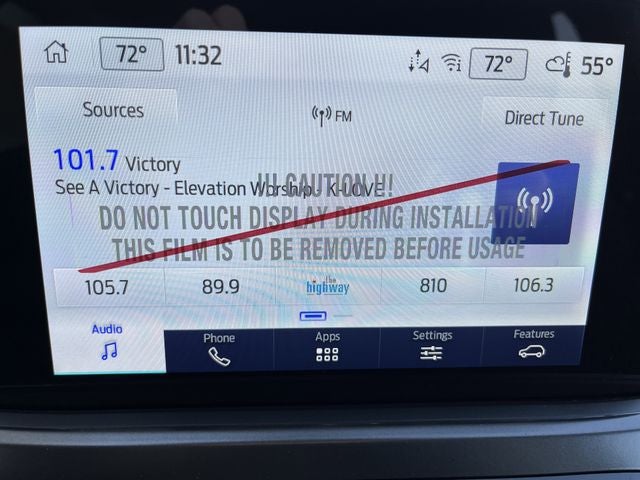 72° 11:32 72° 55°
Sources FM Direct Tune
101.7 Victory
See A Victory - Elevation Worship - K-LOVE
!!! CAUTION !!!
DO NOT TOUCH DISPLAY DURING INSTALLATION
THIS FILM IS TO BE REMOVED BEFORE USAGE
105.7 89.9 the highway 810 106.3
Audio Phone Apps Settings Features